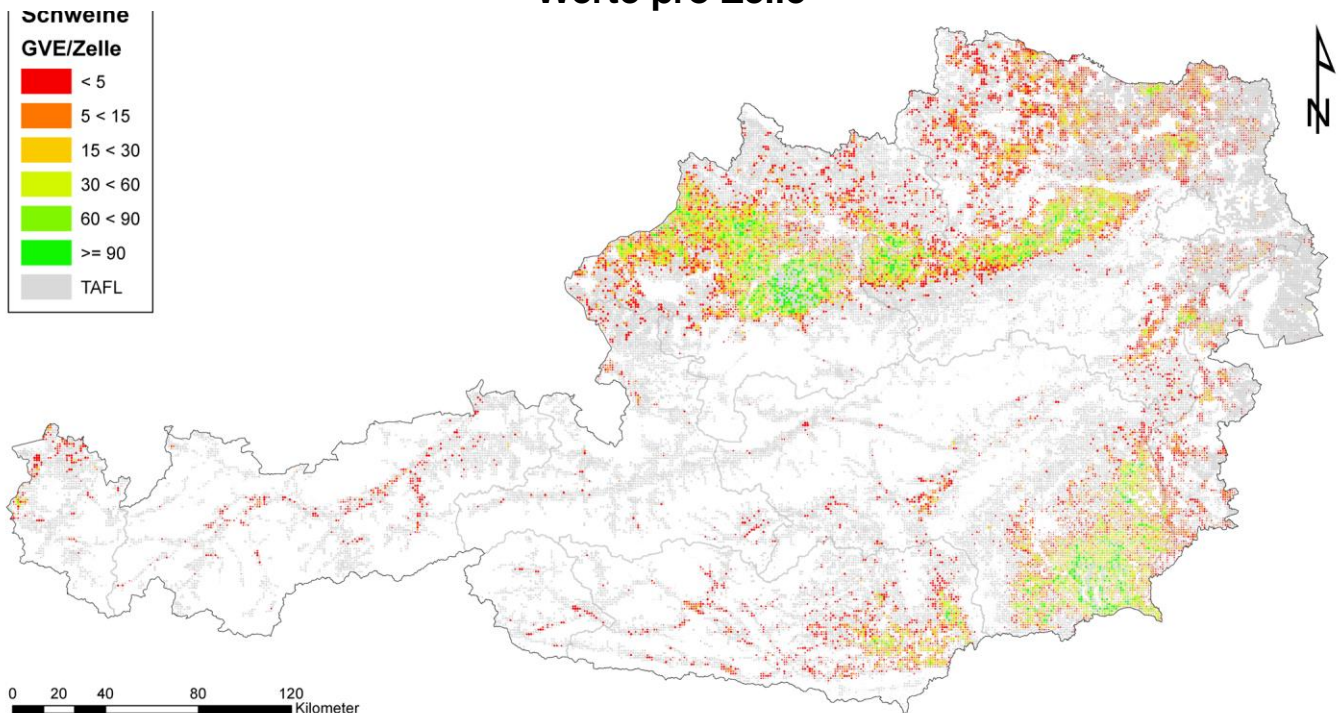 Werte pro Zelle
Schweine
GVE/Zelle
< 5
5 < 15
15 < 30
30 < 60
60 < 90
>= 90
TAFL
N
0 20 40 80 120
Kilometer